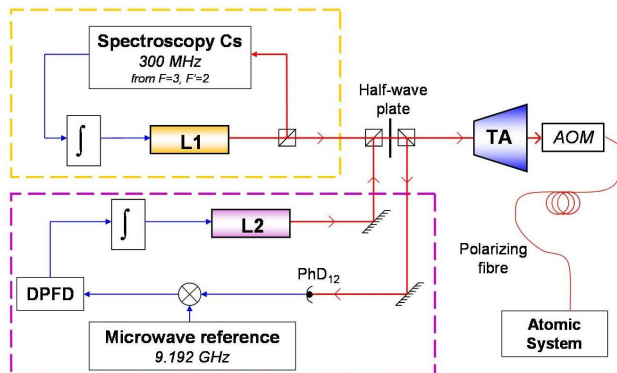 Spectroscopy Cs
300 MHz
from F=3, F'=2
∫
L1
Half-wave
plate
TA
AOM
∫
L2
Polarizing
fibre
PhD12
DPFD
Microwave reference
9.192 GHz
Atomic
System